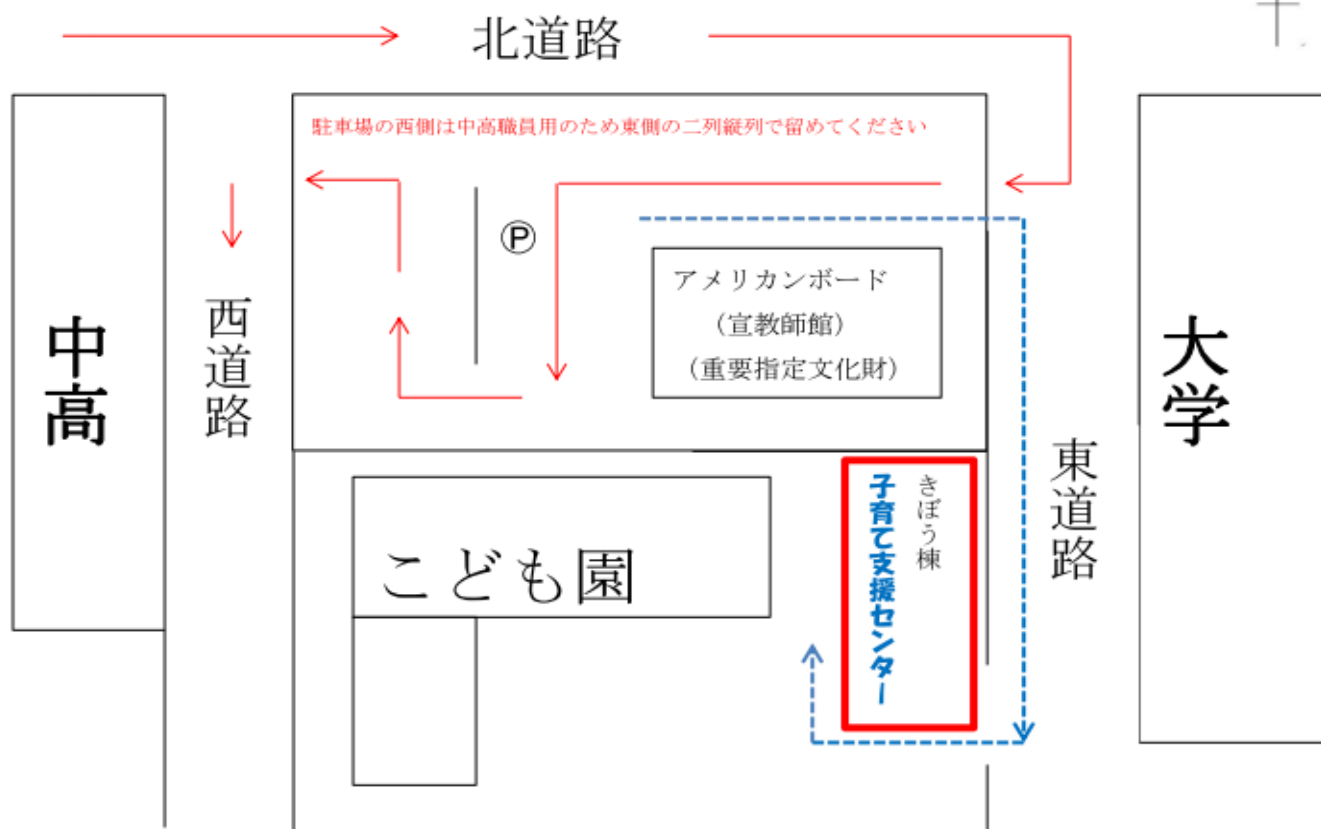 北道路
駐車場の西側は中高職員用のため東側の二列縦列で留めてください
Ⓟ
アメリカンボード
（宣教師館）
（重要指定文化財）
中高
西道路
大学
東道路
きぼう棟
子育て支援センター
こども園